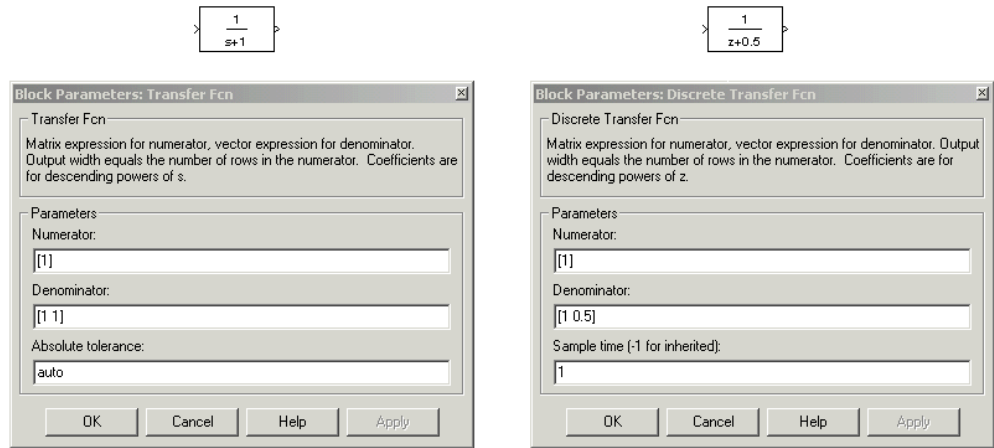 1
s+1
1
z+0.5
Block Parameters: Transfer Fcn
Transfer Fcn
Matrix expression for numerator, vector expression for denominator.
Output width equals the number of rows in the numerator. Coefficients are
for descending powers of s.
Parameters
Numerator:
[1]
Denominator:
[1 1]
Absolute tolerance:
auto
OK Cancel Help Apply
Block Parameters: Discrete Transfer Fcn
Discrete Transfer Fcn
Matrix expression for numerator, vector expression for denominator. Output
width equals the number of rows in the numerator. Coefficients are for
descending powers of z.
Parameters
Numerator:
[1]
Denominator:
[1 0.5]
Sample time (-1 for inherited):
1
OK Cancel Help Apply